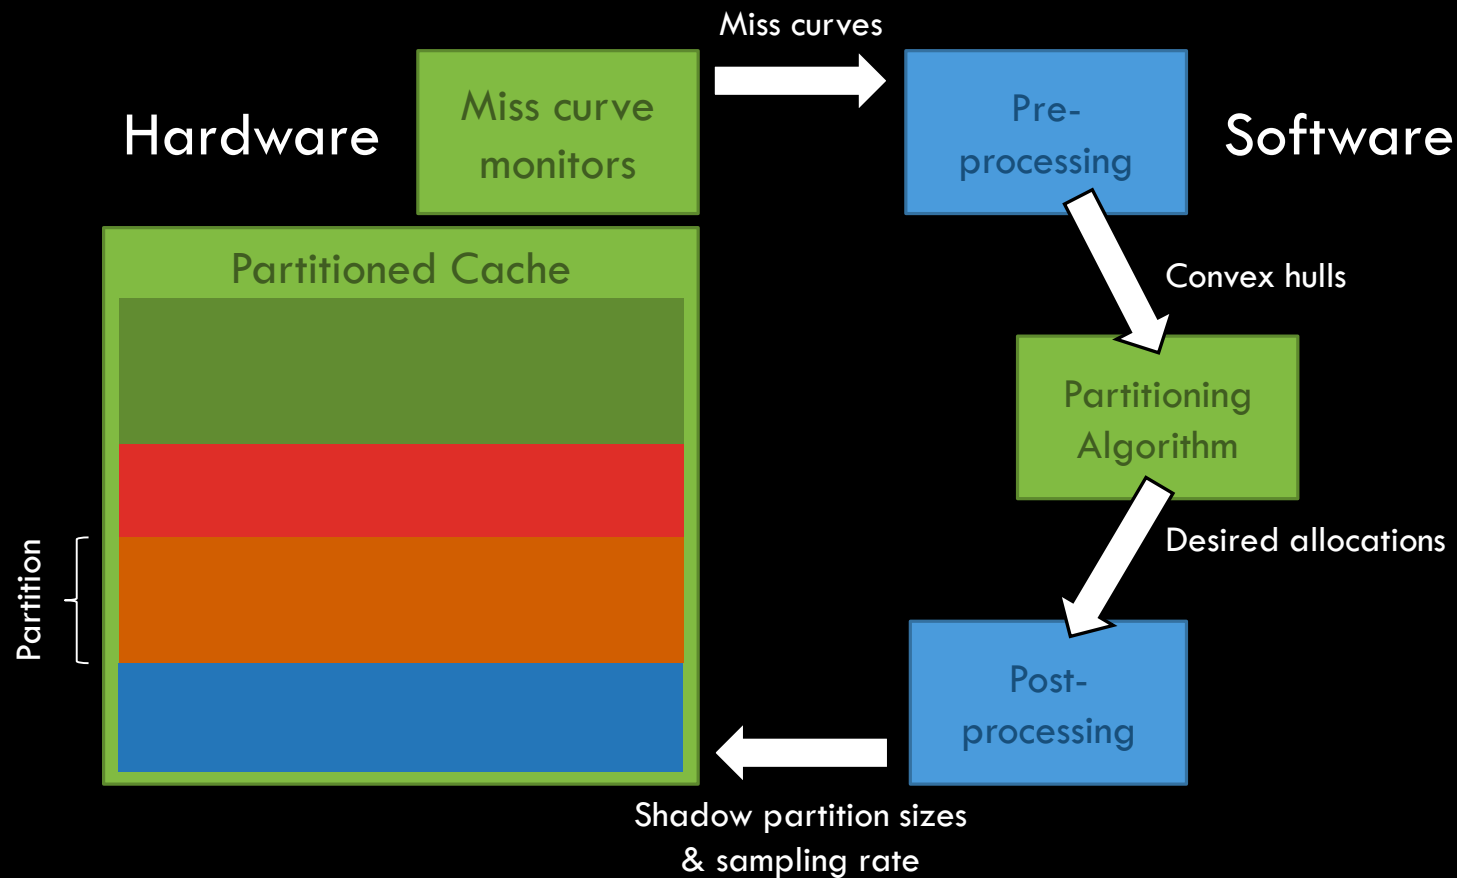 Miss curves
Hardware
Miss curve
monitors
Pre-
processing
Software
Partitioned Cache
Convex hulls
Partitioning
Algorithm
Partition
Desired allocations
Post-
processing
Shadow partition sizes
& sampling rate